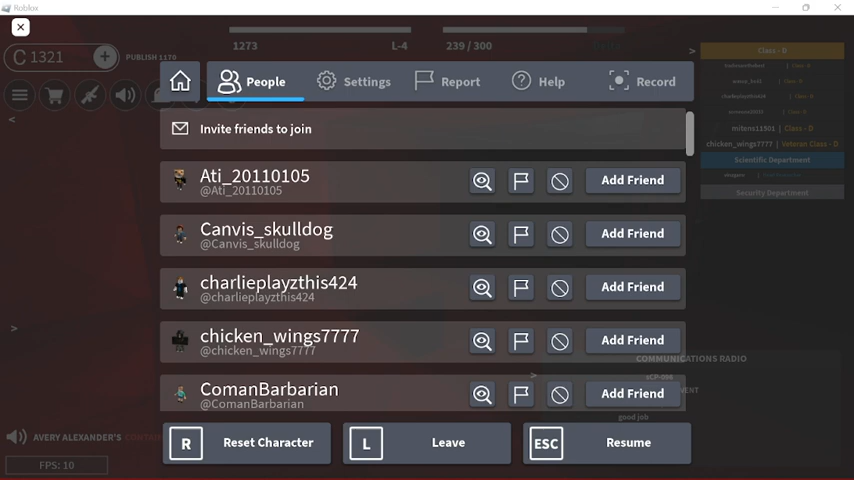 Roblox
1273
L-4
239 / 300
C 1321
PUBLISH 1170
Class - D
mitens11501 | Class - D
chicken_wings7777 | Veteran Class - D
Scientific Department
Security Department
People
Settings
Report
Help
Record
Invite friends to join
Ati_20110105
@Ati_20110105
Add Friend
Canvis_skulldog
@Canvis_skulldog
Add Friend
charlieplayzthis424
@charlieplayzthis424
Add Friend
chicken_wings7777
@chicken_wings7777
Add Friend
ComanBarbarian
@ComanBarbarian
Add Friend
COMMUNICATIONS RADIO
good job
R Reset Character
L Leave
ESC Resume
AVERY ALEXANDER'S
FPS: 10